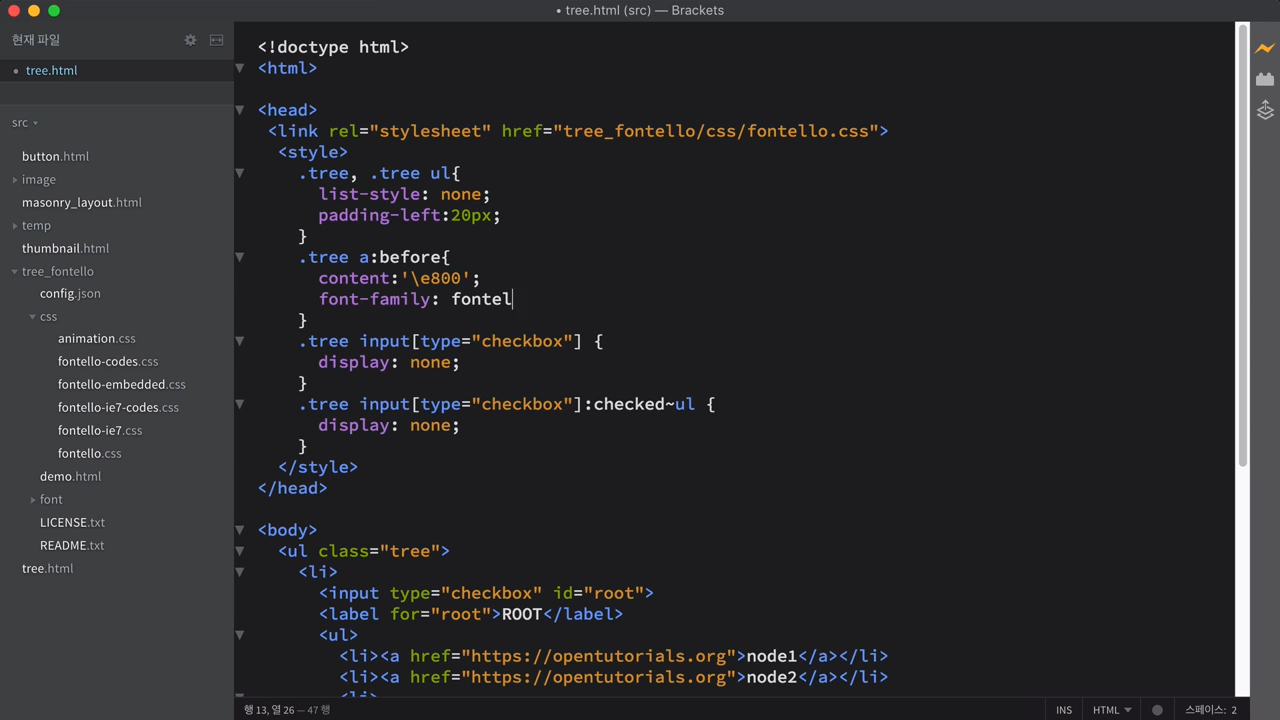 • tree.html (src) — Brackets
현재 파일
• tree.html
src
button.html
image
masonry_layout.html
temp
thumbnail.html
tree_fontello
config.json
css
animation.css
fontello-codes.css
fontello-embedded.css
fontello-ie7-codes.css
fontello-ie7.css
fontello.css
demo.html
font
LICENSE.txt
README.txt
tree.html
<!doctype html>
<html>
<head>
<link rel="stylesheet" href="tree_fontello/css/fontello.css">
<style>
.tree, .tree ul{
list-style: none;
padding-left:20px;
}
.tree a:before{
content:'\e800';
font-family: fontel
}
.tree input[type="checkbox"] {
display: none;
}
.tree input[type="checkbox"]:checked~ul {
display: none;
}
</style>
</head>
<body>
<ul class="tree">
<li>
<input type="checkbox" id="root">
<label for="root">ROOT</label>
<ul>
<li><a href="https://opentutorials.org">node1</a></li>
<li><a href="https://opentutorials.org">node2</a></li>
<li>
행 13, 열 26 — 47 행
INS
HTML
스페이스: 2